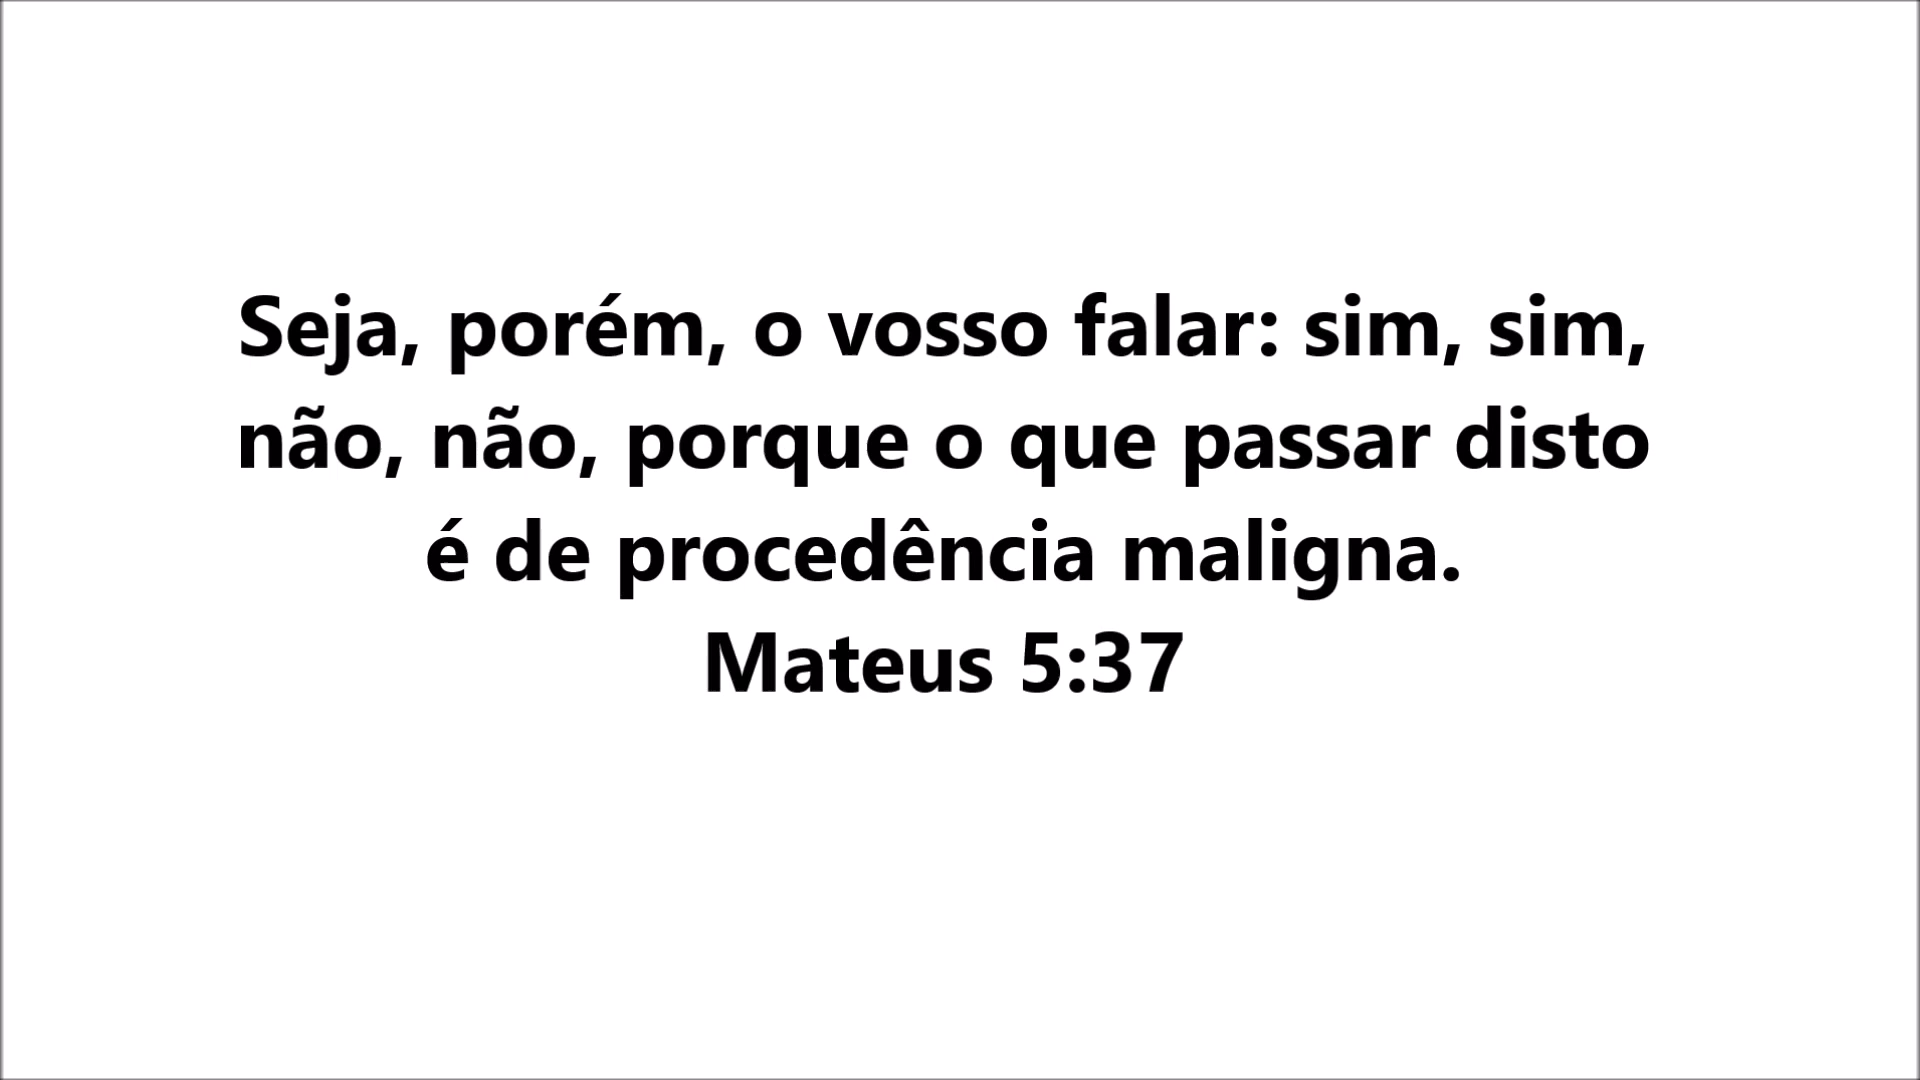 Seja, porém, o vosso falar: sim, sim,
não, não, porque o que passar disto
é de procedência maligna.
Mateus 5:37